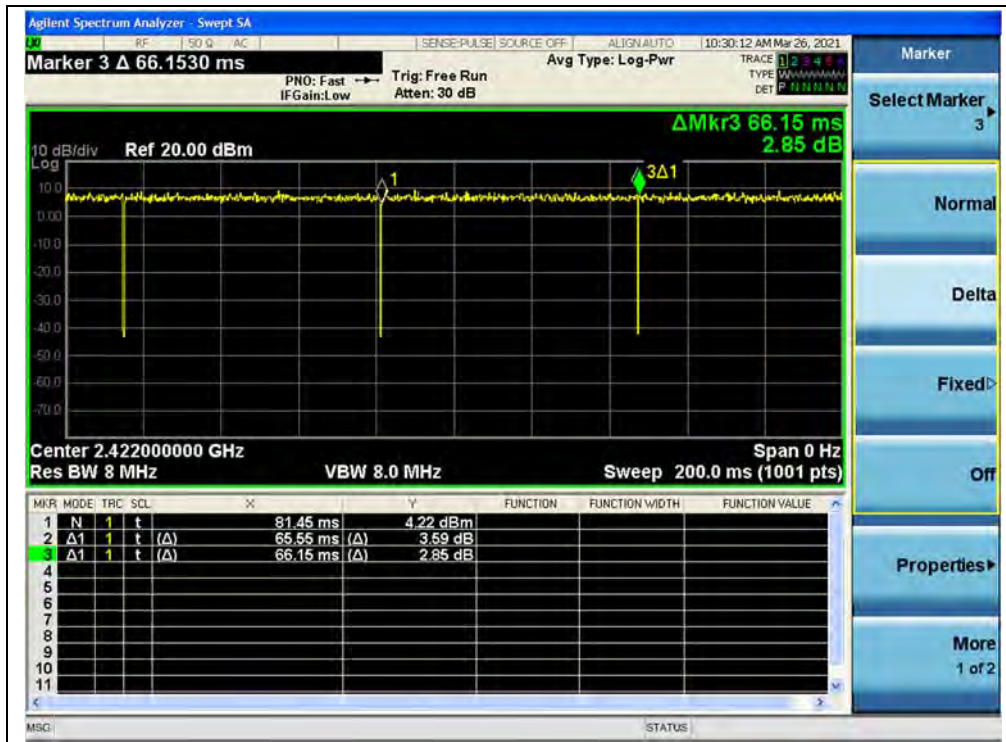 Agilent Spectrum Analyzer - Swept SA
LXI RF 50 Ω AC SENSE:PULSE SOURCE OFF ALIGNAUTO 10:30:12 AM Mar 26, 2021
Marker 3 Δ 66.1530 ms
PNO: Fast Trig: Free Run Avg Type: Log-Pwr TRACE 1 2 3 4 5 6
IFGain:Low Atten: 30 dB TYPE W
DET P N N N N N
ΔMkr3 66.15 ms
2.85 dB
10 dB/div Ref 20.00 dBm
Log
10.0
0.00
-10.0
-20.0
-30.0
-40.0
-50.0
-60.0
-70.0
1
3Δ1
Center 2.422000000 GHz Span 0 Hz
Res BW 8 MHz VBW 8.0 MHz Sweep 200.0 ms (1001 pts)
MKR MODE TRC SCL X Y FUNCTION FUNCTION WIDTH FUNCTION VALUE
1 N 1 t 81.45 ms 4.22 dBm
2 Δ1 1 t (Δ) 65.55 ms (Δ) 3.59 dB
3 Δ1 1 t (Δ) 66.15 ms (Δ) 2.85 dB
4
5
6
7
8
9
10
11
MSG STATUS
Marker
Select Marker
3
Normal
Delta
Fixed
Off
Properties
More
1 of 2